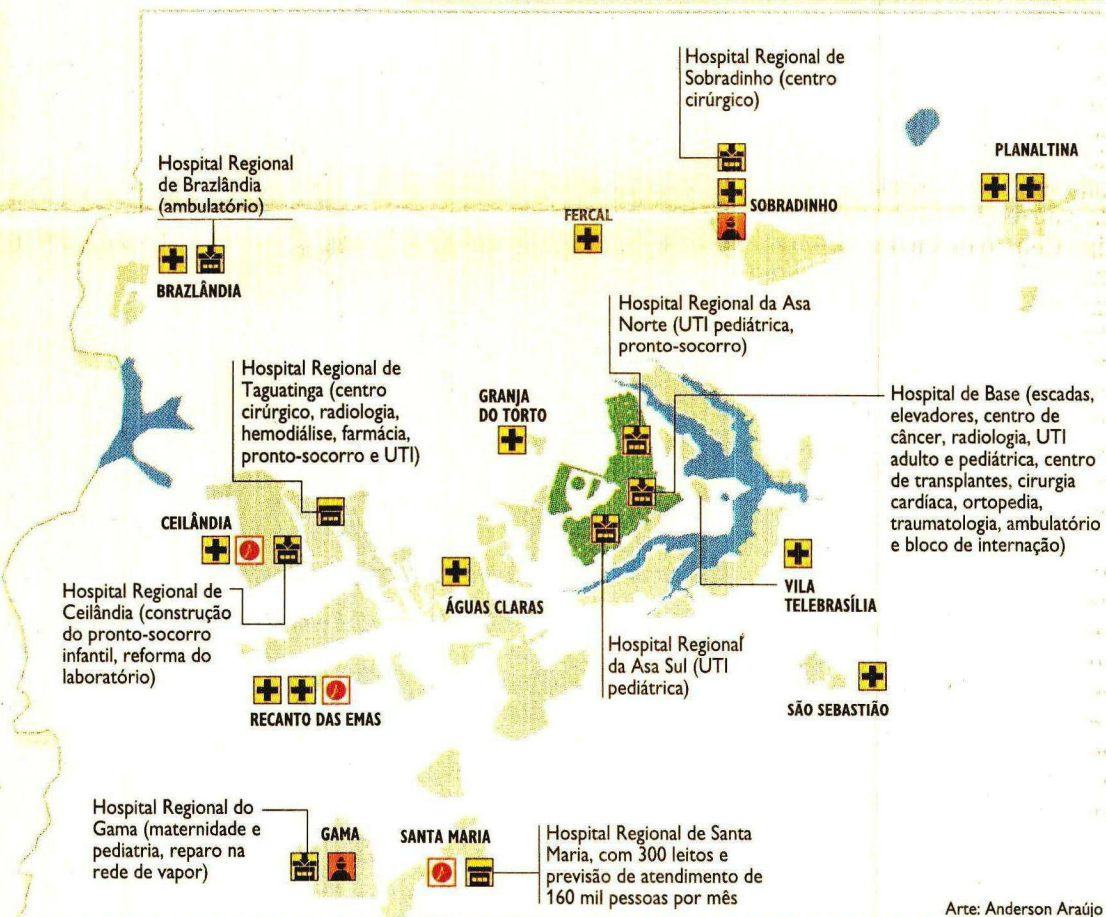 Hospital Regional de
Sobradinho (centro
cirúrgico)
PLANALTINA
Hospital Regional
de Brazlândia
(ambulatório)
SOBRADINHO
FERCAL
BRAZLÂNDIA
Hospital Regional da Asa
Norte (UTI pediátrica,
pronto-socorro)
Hospital Regional de
Taguatinga (centro
cirúrgico, radiologia,
hemodiálise, farmácia,
pronto-socorro e UTI)
GRANJA
DO TORTO
Hospital de Base (escadas,
elevadores, centro de
câncer, radiologia, UTI
adulto e pediátrica, centro
de transplantes, cirurgia
cardíaca, ortopedia,
traumatologia, ambulatório
e bloco de internação)
CEILÂNDIA
Hospital Regional de
Ceilândia (construção
do pronto-socorro
infantil, reforma do
laboratório)
ÁGUAS CLARAS
VILA
TELEBRASÍLIA
Hospital Regional
da Asa Sul (UTI
pediátrica)
RECANTO DAS EMAS
SÃO SEBASTIÃO
Hospital Regional do
Gama (maternidade e
pediatria, reparo na
rede de vapor)
GAMA
SANTA MARIA
Hospital Regional de Santa
Maria, com 300 leitos e
previsão de atendimento de
160 mil pessoas por mês
Arte: Anderson Araújo